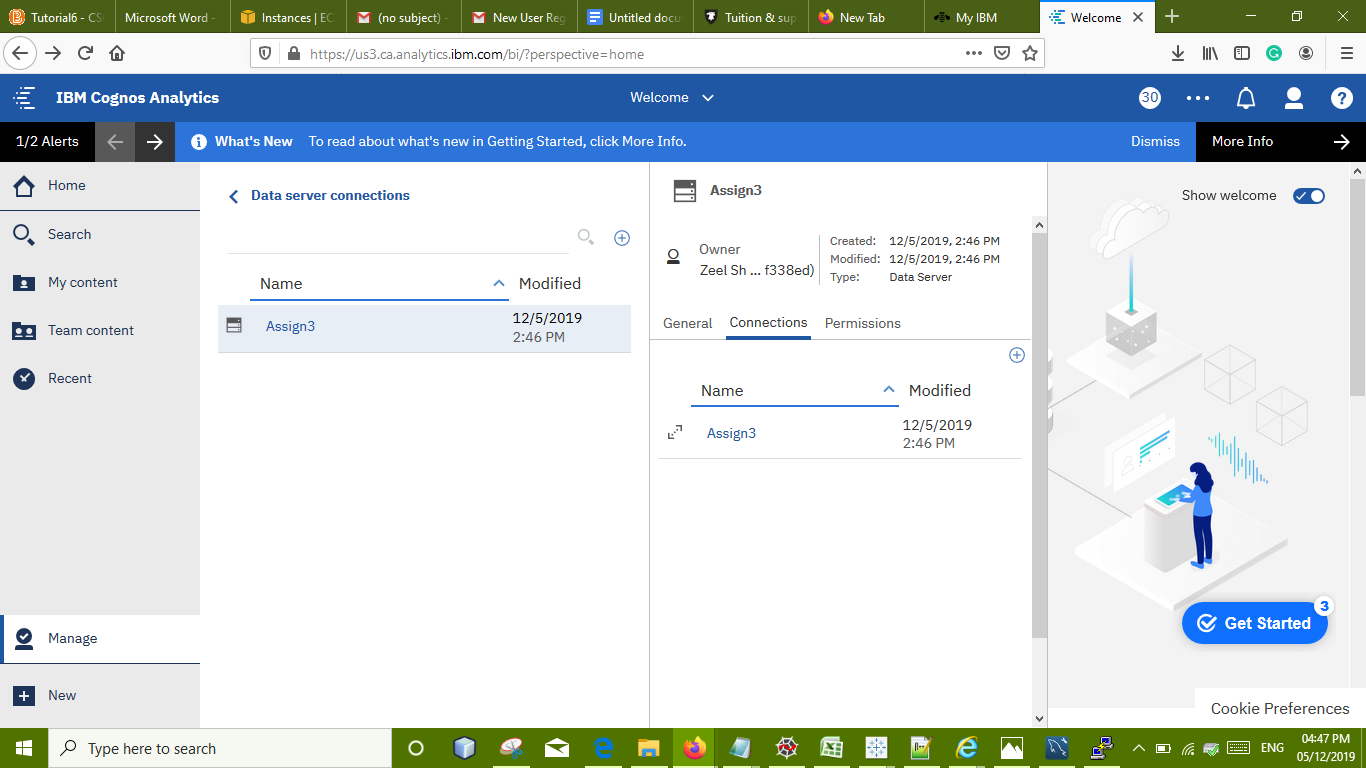 Tutorial6 - CS
Microsoft Word -
Instances | EC
(no subject) -
New User Reg
Untitled docu
Tuition & sup
New Tab
My IBM
Welcome
https://us3.ca.analytics.ibm.com/bi/?perspective=home
IBM Cognos Analytics
Welcome
30
1/2 Alerts
What's New To read about what's new in Getting Started, click More Info.
Dismiss
More Info
Home
Search
My content
Team content
Recent
Manage
New
Data server connections
Name Modified
Assign3 12/5/2019
2:46 PM
Assign3
Owner
Zeel Sh ... f338ed)
Created: 12/5/2019, 2:46 PM
Modified: 12/5/2019, 2:46 PM
Type: Data Server
General Connections Permissions
Name Modified
Assign3 12/5/2019
2:46 PM
Show welcome
Get Started
3
Cookie Preferences
Type here to search
ENG
04:47 PM
05/12/2019